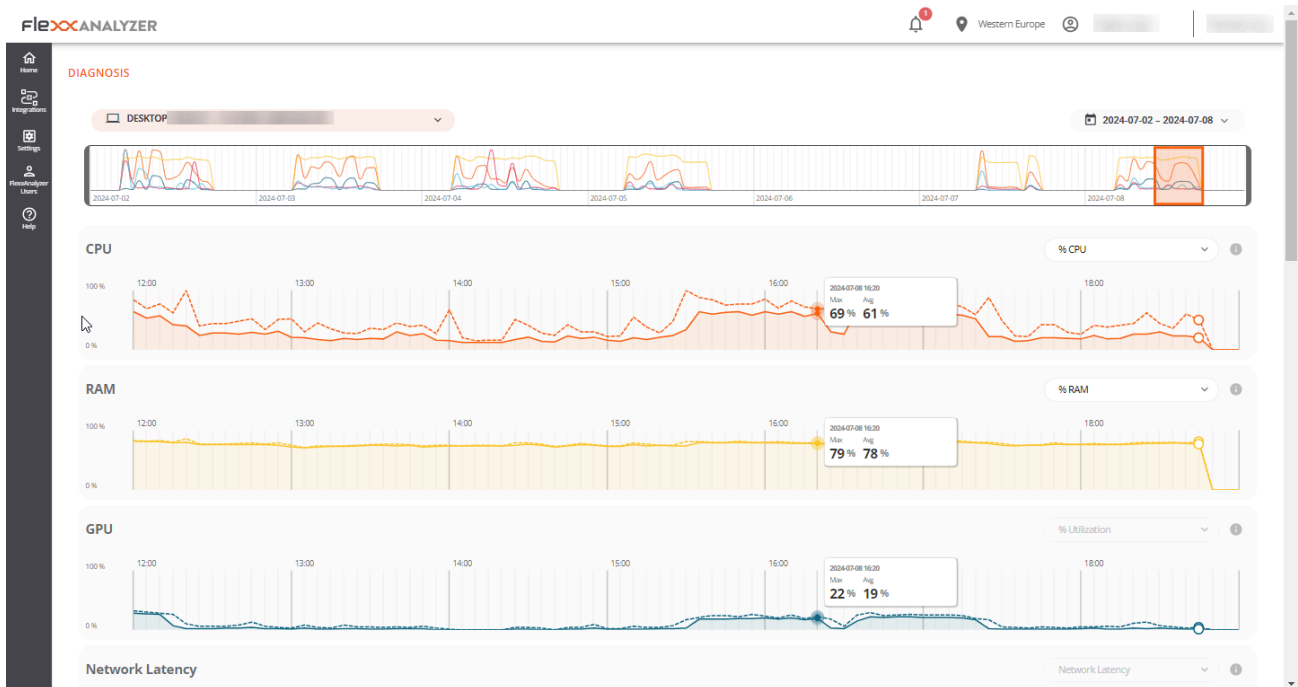 FlexxANALYZER
1
Western Europe
Home
Integrations
Settings
FlexxAnalyzer
Users
Help
DIAGNOSIS
DESKTOP
2024-07-02 - 2024-07-08
2024-07-02 2024-07-03 2024-07-04 2024-07-05 2024-07-06 2024-07-07 2024-07-08
CPU
% CPU
100 %
12:00 13:00 14:00 15:00 16:00 18:00
2024-07-08 16:20
Max Avg
69 % 61 %
0 %
RAM
% RAM
100 %
12:00 13:00 14:00 15:00 16:00 18:00
2024-07-08 16:20
Max Avg
79 % 78 %
0 %
GPU
% Utilization
100 %
12:00 13:00 14:00 15:00 16:00 18:00
2024-07-08 16:20
Max Avg
22 % 19 %
0 %
Network Latency
Network Latency